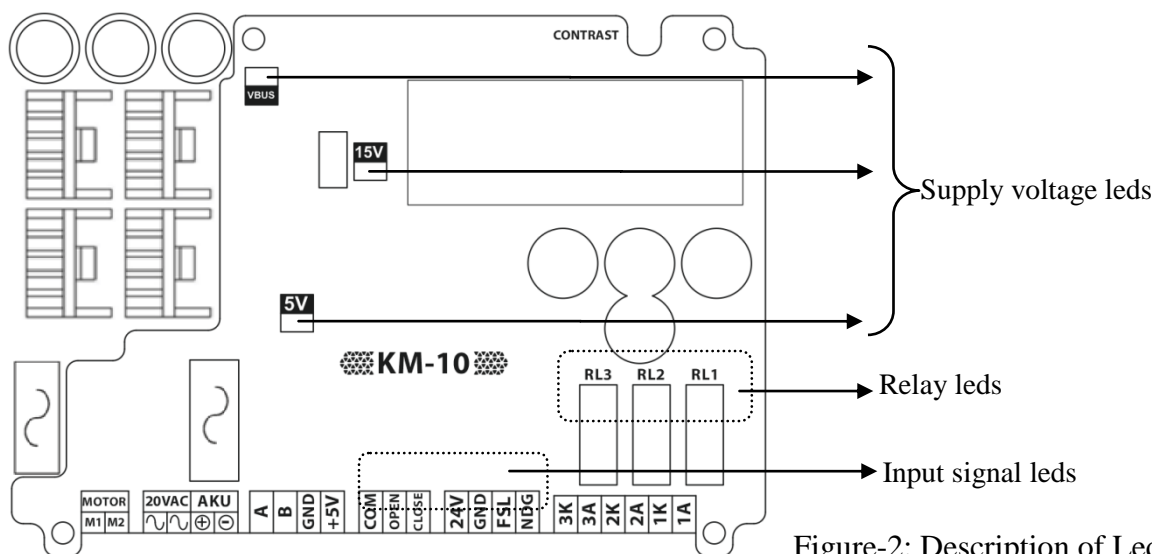 CONTRAST
VBUS
15V
Supply voltage leds
5V
KM-10
RL3 RL2 RL1
Relay leds
Input signal leds
MOTOR 20VAC AKU
M1 M2
A B GND +5V COM OPEN CLOSE 24V GND FSL NDG 3K 3A 2K 2A 1K 1A
Figure-2: Description of Led